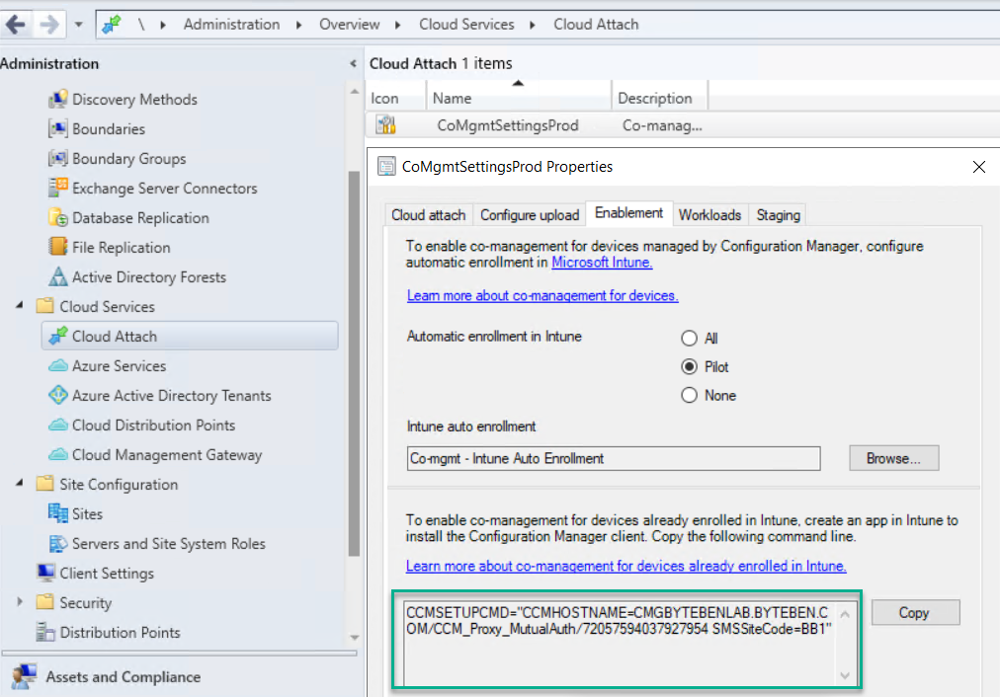 \ Administration Overview Cloud Services Cloud Attach
Administration
Discovery Methods
Boundaries
Boundary Groups
Exchange Server Connectors
Database Replication
File Replication
Active Directory Forests
Cloud Services
Cloud Attach
Azure Services
Azure Active Directory Tenants
Cloud Distribution Points
Cloud Management Gateway
Site Configuration
Sites
Servers and Site System Roles
Client Settings
Security
Distribution Points
Assets and Compliance
Cloud Attach 1 items
Icon Name Description
CoMgmtSettingsProd Co-manag...
CoMgmtSettingsProd Properties
Cloud attach Configure upload Enablement Workloads Staging
To enable co-management for devices managed by Configuration Manager, configure
automatic enrollment in Microsoft Intune.
Learn more about co-management for devices.
Automatic enrollment in Intune
All
Pilot
None
Intune auto enrollment
Co-mgmt - Intune Auto Enrollment Browse...
To enable co-management for devices already enrolled in Intune, create an app in Intune to
install the Configuration Manager client. Copy the following command line.
Learn more about co-management for devices already enrolled in Intune.
CCMSETUPCMD="CCMHOSTNAME=CMGBYTEBENLAB.BYTEBEN.C
OM/CCM_Proxy_MutualAuth/72057594037927954 SMSSiteCode=BB1"
Copy